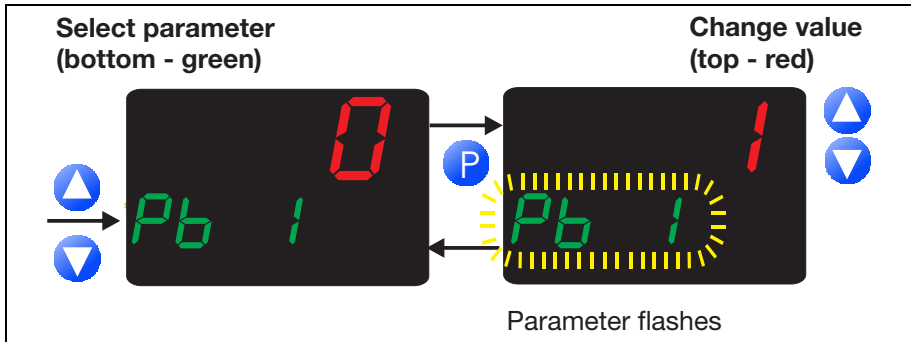 Select parameter
(bottom - green)
Change value
(top - red)
0
Pb 1
P
1
Pb 1
Parameter flashes